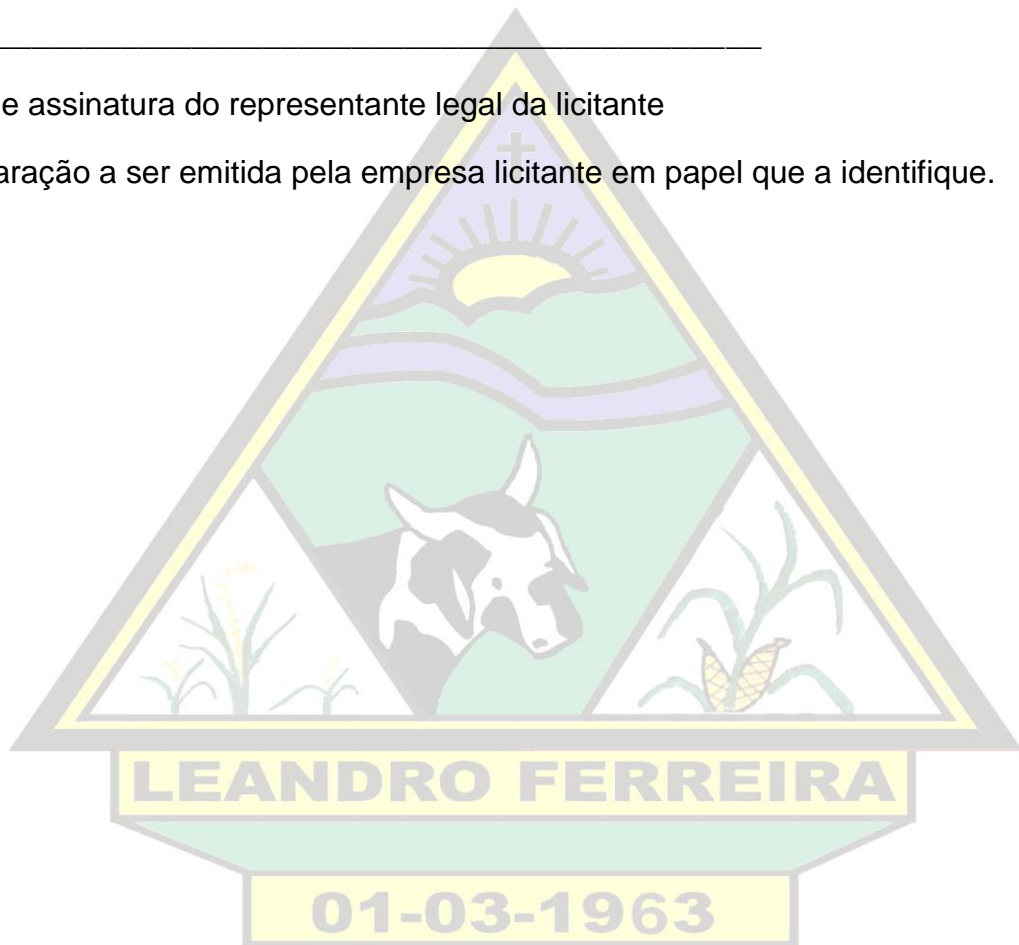 _____________________________________________
e assinatura do representante legal da licitante
aração a ser emitida pela empresa licitante em papel que a identifique.
LEANDRO FERREIRA
01-03-1963